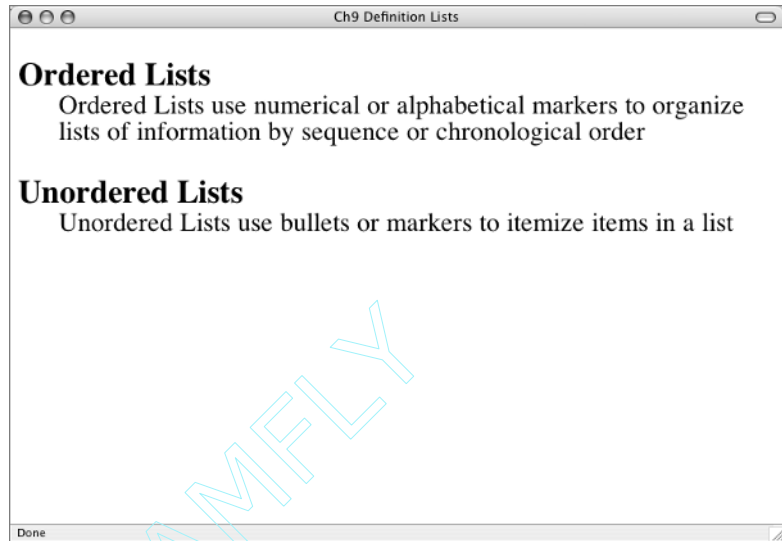 Ch9 Definition Lists
Ordered Lists
Ordered Lists use numerical or alphabetical markers to organize
lists of information by sequence or chronological order
Unordered Lists
Unordered Lists use bullets or markers to itemize items in a list
AMFLY
Done